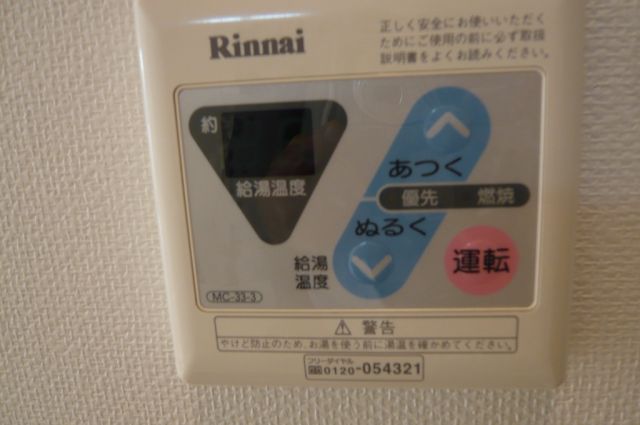 Rinnai
正しく安全にお使いいただく
ためにご使用の前に必ず取扱
説明書をよくお読みください。
約
給湯温度
あつく
優先 燃焼
ぬるく
給湯
温度
運転
MC-33-3
⚠ 警告
やけど防止のため、お湯を使う前に湯温を確かめてください。
フリーダイヤル
0120-054321